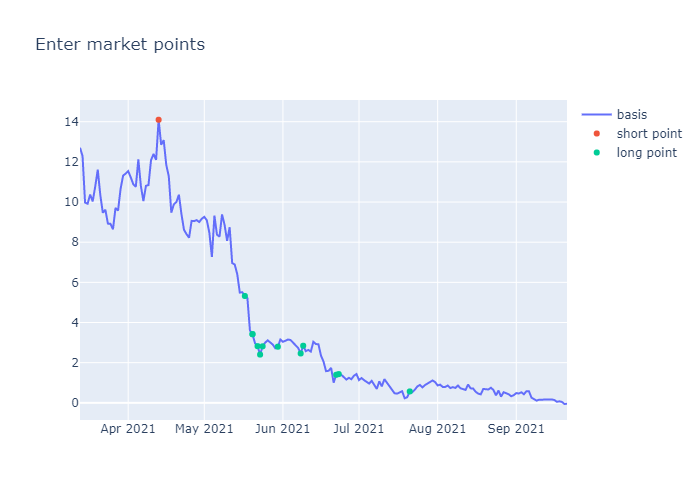 Enter market points
14
12
10
8
6
4
2
0
Apr 2021
May 2021
Jun 2021
Jul 2021
Aug 2021
Sep 2021
basis
short point
long point